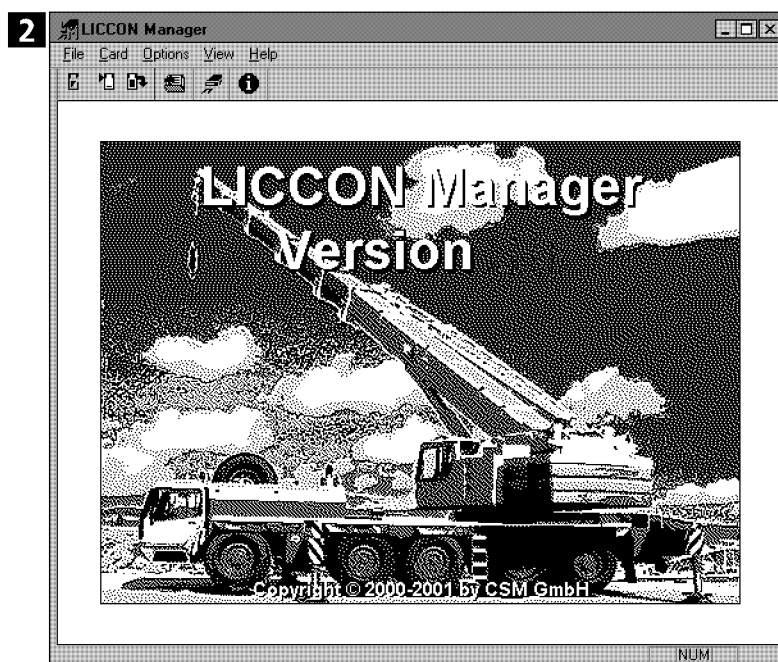 2
LICCON Manager
File Card Options View Help
LICCON Manager
Version
Copyright © 2000-2001 by CSM GmbH
NUM